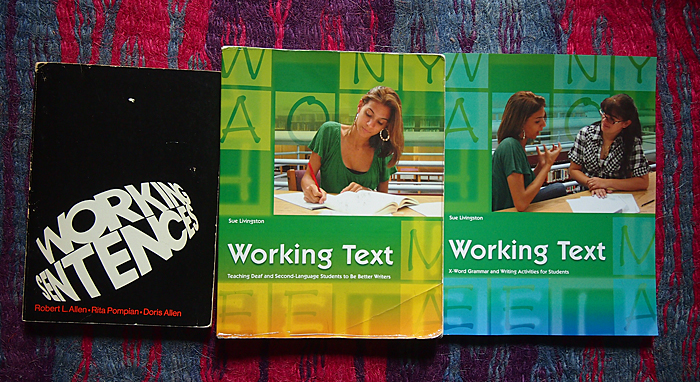 WORKING
SENTENCES
Robert L. Allen • Rita Pompian • Doris Allen
Sue Livingston
Working Text
Teaching Deaf and Second-Language Students to Be Better Writers
Sue Livingston
Working Text
X-Word Grammar and Writing Activities for Students